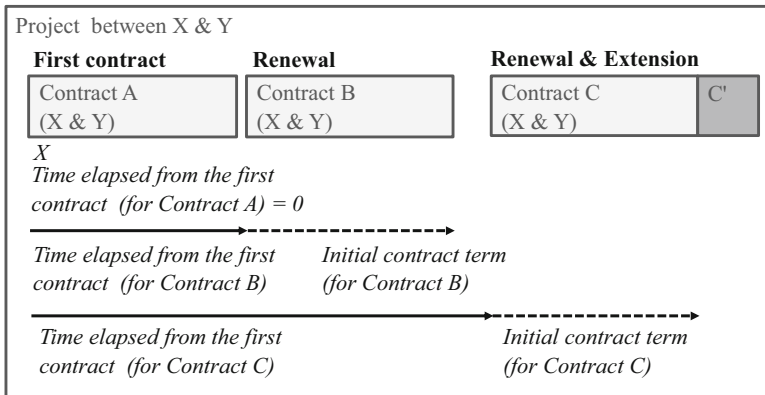 Project between X & Y
First contract
Renewal
Renewal & Extension
Contract A
(X & Y)
Contract B
(X & Y)
Contract C
(X & Y)
C'
X
Time elapsed from the first
contract (for Contract A) = 0
Time elapsed from the first
contract (for Contract B)
Initial contract term
(for Contract B)
Time elapsed from the first
contract (for Contract C)
Initial contract term
(for Contract C)